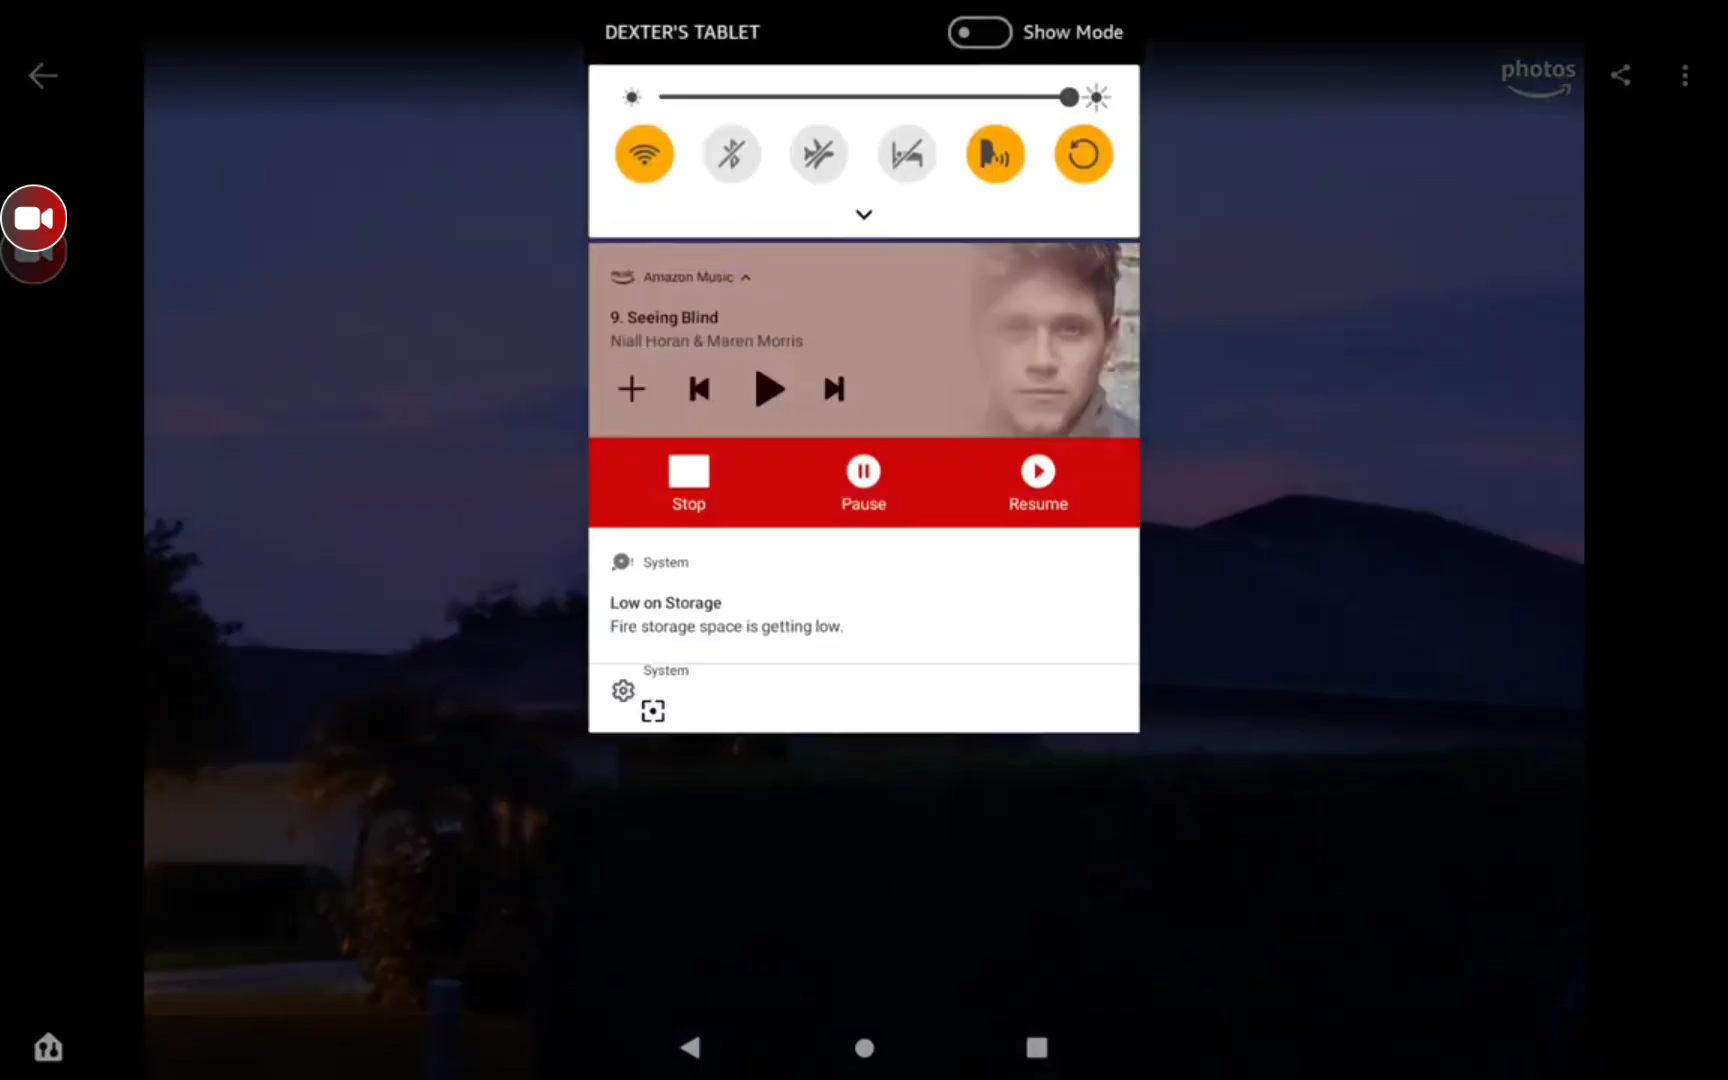 DEXTER'S TABLET
Show Mode
photos
Amazon Music
9. Seeing Blind
Niall Horan & Maren Morris
Stop
Pause
Resume
System
Low on Storage
Fire storage space is getting low.
System